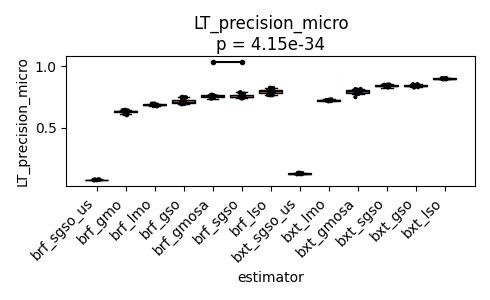 LT_precision_micro
p = 4.15e-34
LT_precision_micro
1.0
0.5
brf_sgso_us
brf_gmo
brf_lmo
brf_gso
brf_gmosa
brf_sgso
brf_lso
bxt_sgso_us
bxt_lmo
bxt_gmosa
bxt_sgso
bxt_gso
bxt_lso
estimator